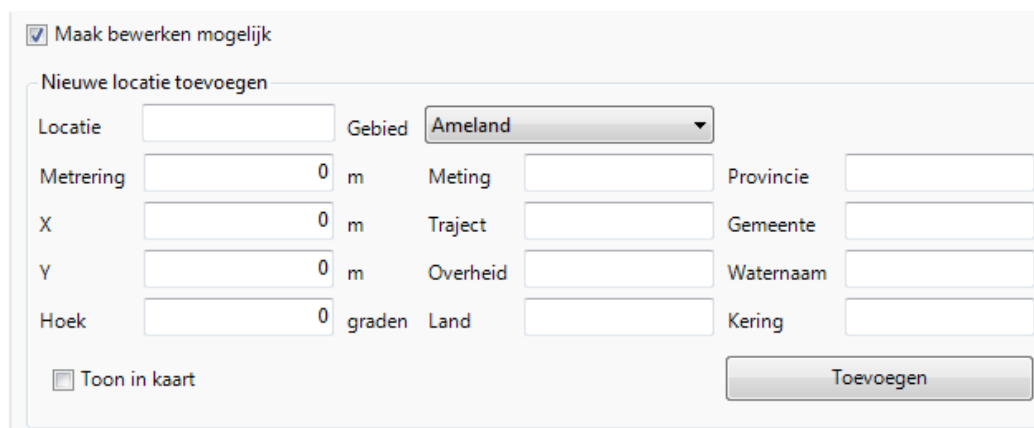 Maak bewerken mogelijk
Nieuwe locatie toevoegen
Locatie Gebied Ameland
Metrering 0 m Meting Provincie
X 0 m Traject Gemeente
Y 0 m Overheid Waternaam
Hoek 0 graden Land Kering
Toon in kaart Toevoegen